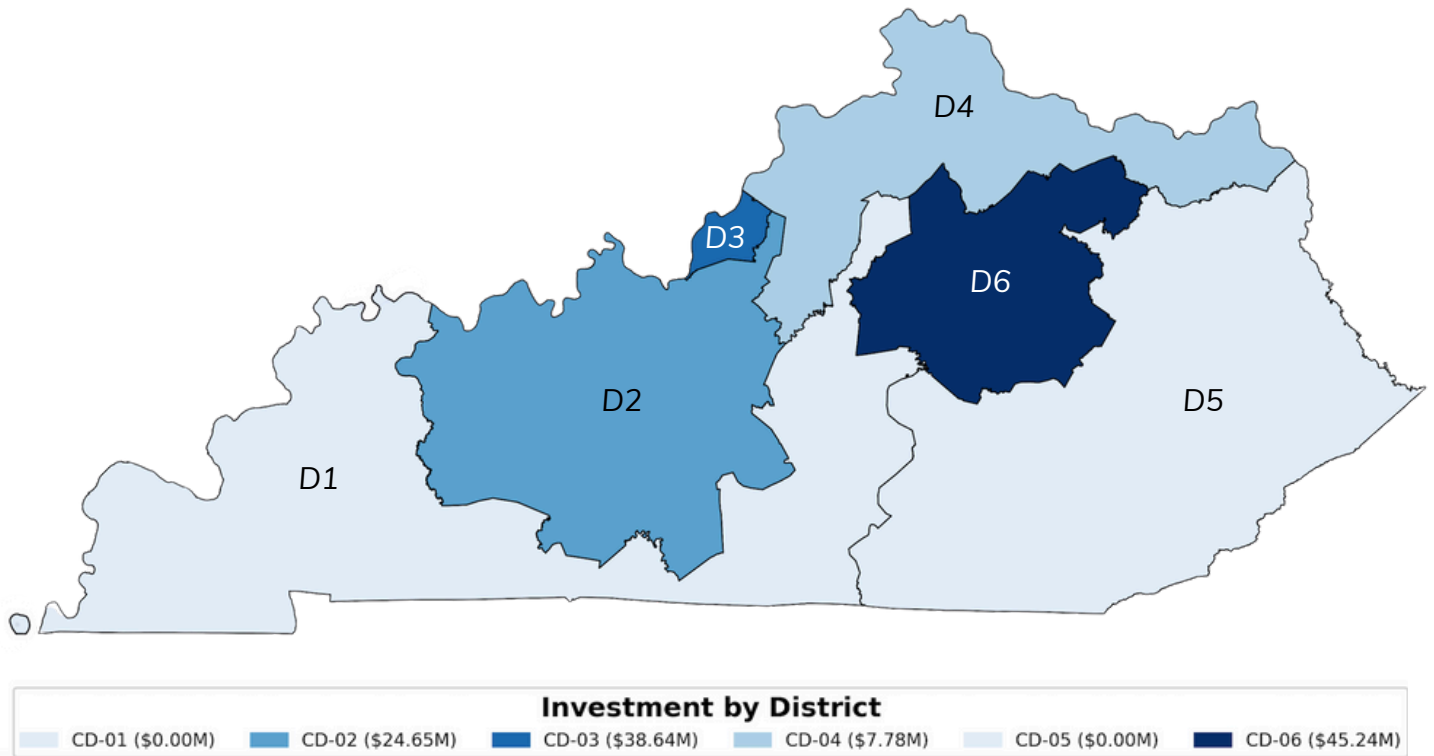 D4
D3
D6
D2
D5
D1
Investment by District
CD-01 ($0.00M) CD-02 ($24.65M) CD-03 ($38.64M) CD-04 ($7.78M) CD-05 ($0.00M) CD-06 ($45.24M)